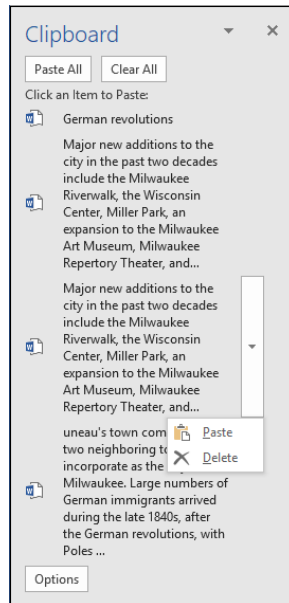 Clipboard
Paste All Clear All
Click an Item to Paste:
German revolutions
Major new additions to the
city in the past two decades
include the Milwaukee
Riverwalk, the Wisconsin
Center, Miller Park, an
expansion to the Milwaukee
Art Museum, Milwaukee
Repertory Theater, and...
Major new additions to the
city in the past two decades
include the Milwaukee
Riverwalk, the Wisconsin
Center, Miller Park, an
expansion to the Milwaukee
Art Museum, Milwaukee
Repertory Theater, and...
Paste
Delete
uneau's town com
two neighboring to
incorporate as the
Milwaukee. Large numbers of
German immigrants arrived
during the late 1840s, after
the German revolutions, with
Poles ...
Options